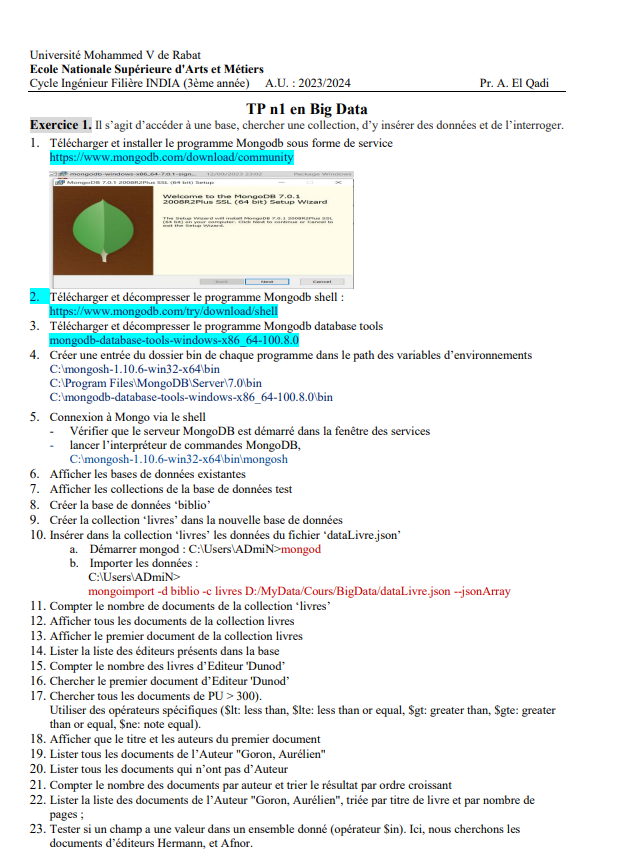 Université Mohammed V de Rabat
Ecole Nationale Supérieure d'Arts et Métiers
Cycle Ingénieur Filière INDIA (3ème année) A.U. : 2023/2024 Pr. A. El Qadi
TP n1 en Big Data
Exercice 1. Il s'agit d'accéder à une base, chercher une collection, d'y insérer des données et de l'interroger.
1. Télécharger et installer le programme Mongodb sous forme de service
https://www.mongodb.com/download/community
mongodb-windows-x86_64-7.0.1-sign... 12/09/2023 22:02 Package Windows
MongoDB 7.0.1 2008R2Plus SSL (64 bit) Setup
Welcome to the MongoDB 7.0.1
2008R2Plus SSL (64 bit) Setup Wizard
The Setup Wizard will install MongoDB 7.0.1 2008R2Plus SSL
(64 bit) on your computer. Click Next to continue or Cancel to
exit the Setup Wizard.
Back Next Cancel
2. Télécharger et décompresser le programme Mongodb shell :
https://www.mongodb.com/try/download/shell
3. Télécharger et décompresser le programme Mongodb database tools
mongodb-database-tools-windows-x86_64-100.8.0
4. Créer une entrée du dossier bin de chaque programme dans le path des variables d'environnements
C:\mongosh-1.10.6-win32-x64\bin
C:\Program Files\MongoDB\Server\7.0\bin
C:\mongodb-database-tools-windows-x86_64-100.8.0\bin
5. Connexion à Mongo via le shell
- Vérifier que le serveur MongoDB est démarré dans la fenêtre des services
- lancer l'interpréteur de commandes MongoDB,
C:\mongosh-1.10.6-win32-x64\bin\mongosh
6. Afficher les bases de données existantes
7. Afficher les collections de la base de données test
8. Créer la base de données 'biblio'
9. Créer la collection 'livres' dans la nouvelle base de données
10. Insérer dans la collection 'livres' les données du fichier 'dataLivre.json'
a. Démarrer mongod : C:\Users\ADmiN>mongod
b. Importer les données :
C:\Users\ADmiN>
mongoimport -d biblio -c livres D:/MyData/Cours/BigData/dataLivre.json --jsonArray
11. Compter le nombre de documents de la collection 'livres'
12. Afficher tous les documents de la collection livres
13. Afficher le premier document de la collection livres
14. Lister la liste des éditeurs présents dans la base
15. Compter le nombre des livres d'Editeur 'Dunod'
16. Chercher le premier document d'Editeur 'Dunod'
17. Chercher tous les documents de PU > 300).
Utiliser des opérateurs spécifiques ($lt: less than, $lte: less than or equal, $gt: greater than, $gte: greater
than or equal, $ne: note equal).
18. Afficher que le titre et les auteurs du premier document
19. Lister tous les documents de l'Auteur "Goron, Aurélien"
20. Lister tous les documents qui n'ont pas d'Auteur
21. Compter le nombre des documents par auteur et trier le résultat par ordre croissant
22. Lister la liste des documents de l'Auteur "Goron, Aurélien", triée par titre de livre et par nombre de
pages ;
23. Tester si un champ a une valeur dans un ensemble donné (opérateur $in). Ici, nous cherchons les
documents d'éditeurs Hermann, et Afnor.